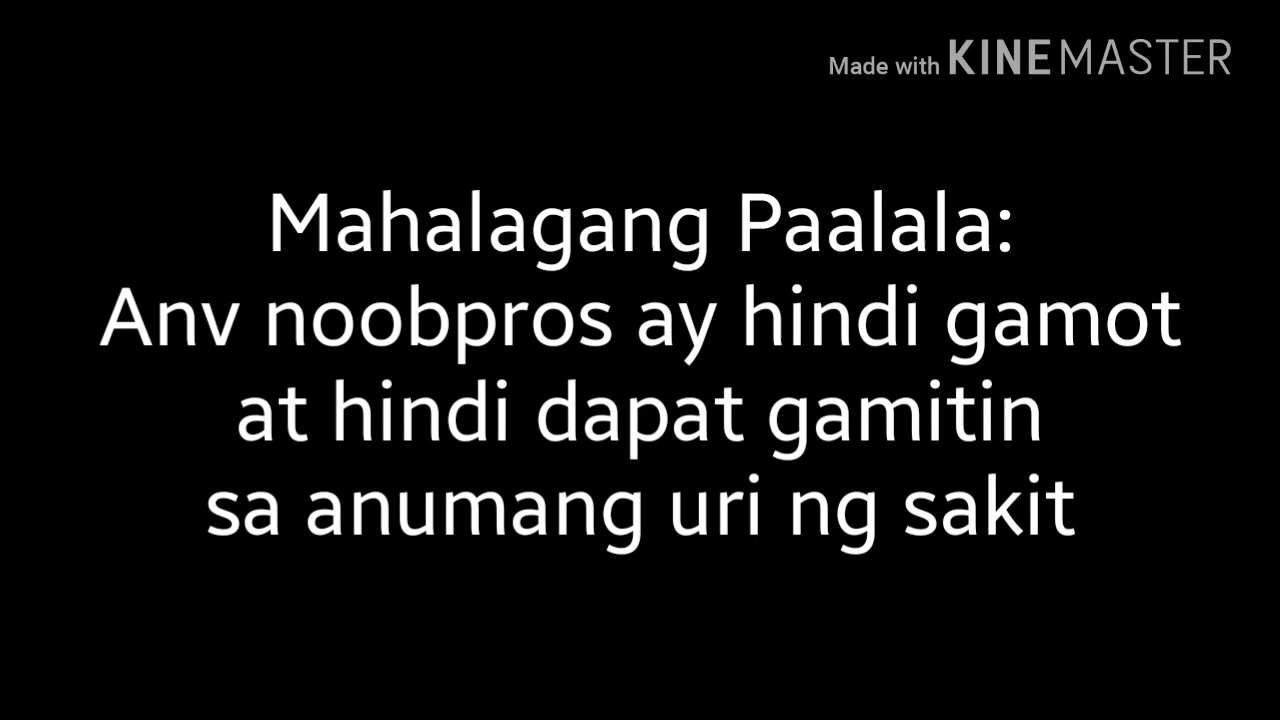 Made with KINEMASTER
Mahalagang Paalala:
Anv noobpros ay hindi gamot
at hindi dapat gamitin
sa anumang uri ng sakit